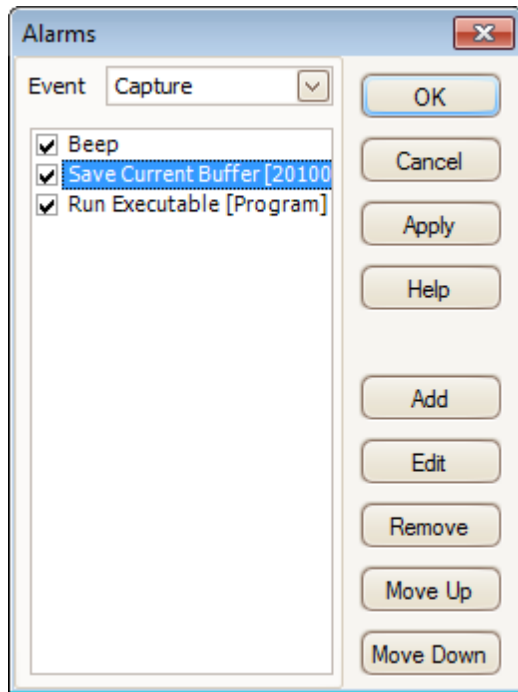 Alarms
Event Capture
Beep
Save Current Buffer [20100
Run Executable [Program]
OK
Cancel
Apply
Help
Add
Edit
Remove
Move Up
Move Down